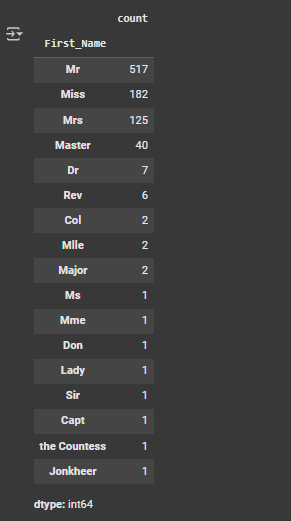 count
First_Name
Mr 517
Miss 182
Mrs 125
Master 40
Dr 7
Rev 6
Col 2
Mlle 2
Major 2
Ms 1
Mme 1
Don 1
Lady 1
Sir 1
Capt 1
the Countess 1
Jonkheer 1
dtype: int64